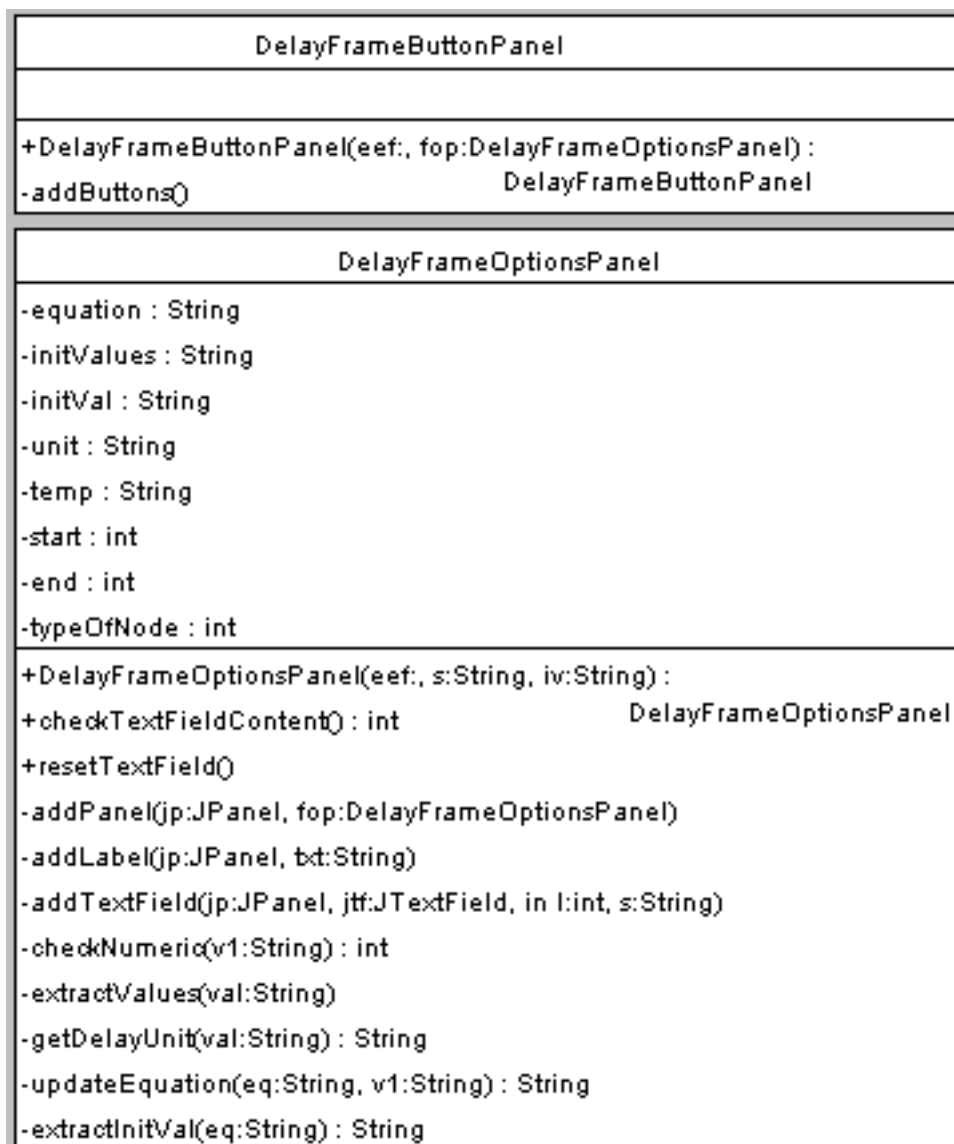 DelayFrameButtonPanel
+DelayFrameButtonPanel(eef:, fop:DelayFrameOptionsPanel) :
DelayFrameButtonPanel
-addButtons()
DelayFrameOptionsPanel
-equation : String
-initValues : String
-initVal : String
-unit : String
-temp : String
-start : int
-end : int
-typeOfNode : int
+DelayFrameOptionsPanel(eef:, s:String, iv:String) :
DelayFrameOptionsPanel
+checkTextFieldContent() : int
+resetTextField()
-addPanel(jp:JPanel, fop:DelayFrameOptionsPanel)
-addLabel(jp:JPanel, txt:String)
-addTextField(jp:JPanel, jtf:JTextField, in l:int, s:String)
-checkNumeric(v1:String) : int
-extractValues(val:String)
-getDelayUnit(val:String) : String
-updateEquation(eq:String, v1:String) : String
-extractInitVal(eq:String) : String